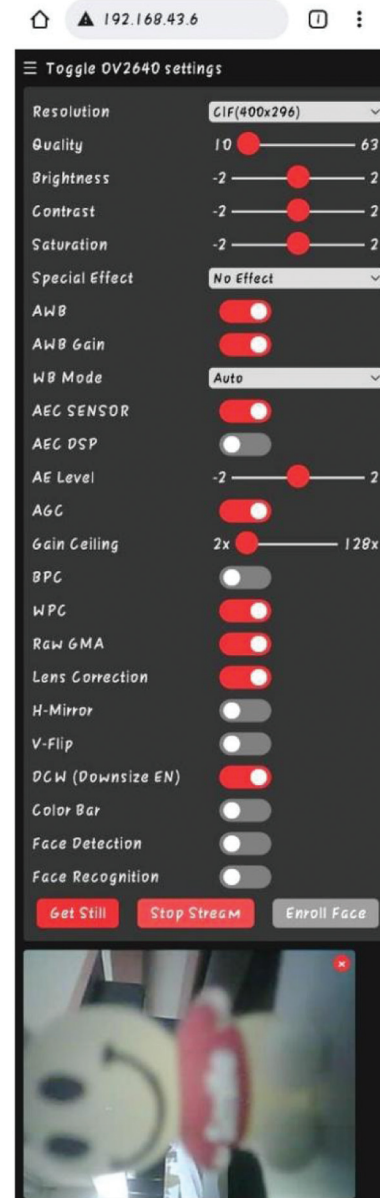 192.168.43.6
Toggle OV2640 settings
Resolution CIF(400x296)
Quality 10 63
Brightness -2 2
Contrast -2 2
Saturation -2 2
Special Effect No Effect
AWB
AWB Gain
WB Mode Auto
AEC SENSOR
AEC DSP
AE Level -2 2
AGC
Gain Ceiling 2x 128x
BPC
WPC
Raw GMA
Lens Correction
H-Mirror
V-Flip
DCW (Downsize EN)
Color Bar
Face Detection
Face Recognition
Get Still Stop Stream Enroll Face